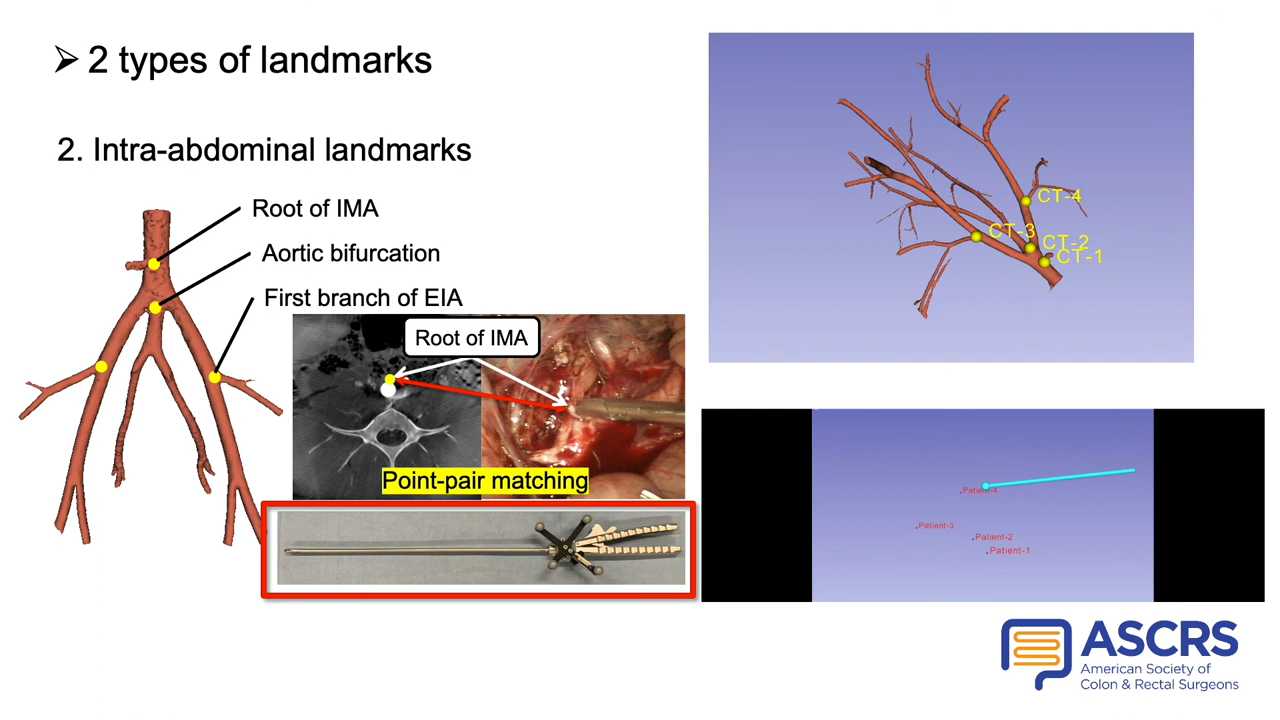 ➢ 2 types of landmarks
2. Intra-abdominal landmarks
Root of IMA
Aortic bifurcation
First branch of EIA
Root of IMA
Point-pair matching
CT-4
CT-3
CT-2
CT-1
Patient-4
Patient-3
Patient-2
Patient-1
ASCRS
American Society of
Colon & Rectal Surgeons